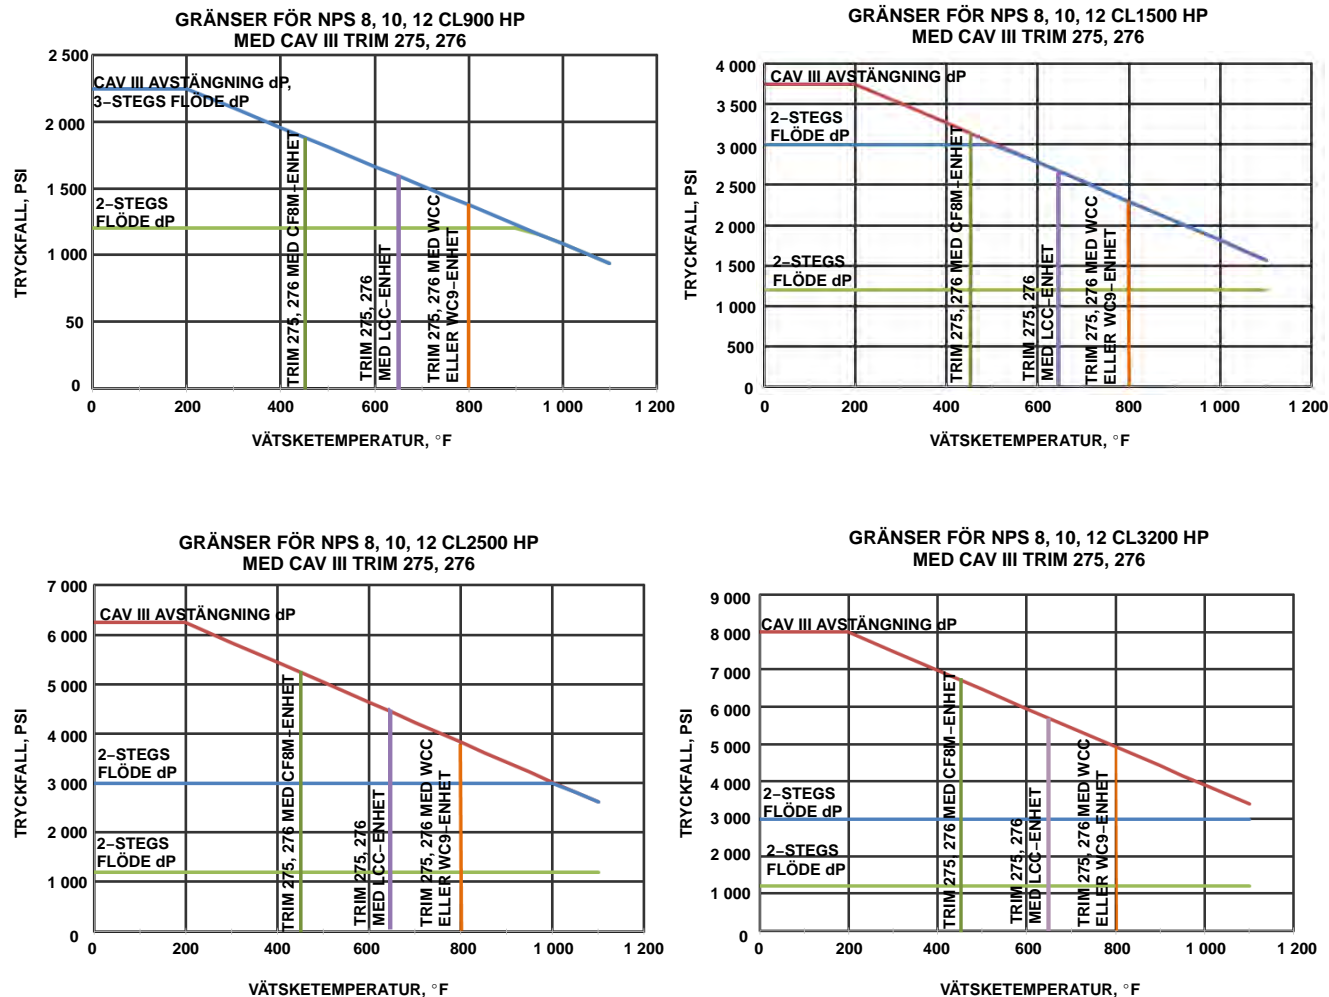 GRÄNSER FÖR NPS 8, 10, 12 CL900 HP
MED CAV III TRIM 275, 276
2 500
2 000
1 500
1 000
50
0
TRYCKFALL, PSI
CAV III AVSTÄNGNING dP,
3−STEGS FLÖDE dP
2−STEGS
FLÖDE dP
TRIM 275, 276 MED CF8M−ENHET
TRIM 275, 276
MED LCC−ENHET
TRIM 275, 276 MED WCC
ELLER WC9−ENHET
0 200 400 600 800 1 000 1 200
VÄTSKETEMPERATUR, °F
GRÄNSER FÖR NPS 8, 10, 12 CL1500 HP
MED CAV III TRIM 275, 276
4 000
3 500
3 000
2 500
2 000
1 500
1 000
500
0
TRYCKFALL, PSI
CAV III AVSTÄNGNING dP
2-STEGS
FLÖDE dP
2-STEGS
FLÖDE dP
TRIM 275, 276 MED CF8M−ENHET
TRIM 275, 276
MED LCC−ENHET
TRIM 275, 276 MED WCC
ELLER WC9−ENHET
0 200 400 600 800 1 000 1 200
VÄTSKETEMPERATUR, °F
GRÄNSER FÖR NPS 8, 10, 12 CL2500 HP
MED CAV III TRIM 275, 276
7 000
6 000
5 000
4 000
3 000
2 000
1 000
0
TRYCKFALL, PSI
CAV III AVSTÄNGNING dP
2−STEGS
FLÖDE dP
2−STEGS
FLÖDE dP
TRIM 275, 276 MED CF8M−ENHET
TRIM 275, 276
MED LCC−ENHET
TRIM 275, 276 MED WCC
ELLER WC9−ENHET
0 200 400 600 800 1 000 1 200
VÄTSKETEMPERATUR, °F
GRÄNSER FÖR NPS 8, 10, 12 CL3200 HP
MED CAV III TRIM 275, 276
9 000
8 000
7 000
6 000
5 000
4 000
3 000
2 000
1 000
0
TRYCKFALL, PSI
CAV III AVSTÄNGNING dP
2−STEGS
FLÖDE dP
2−STEGS
FLÖDE dP
TRIM 275, 276 MED CF8M−ENHET
TRIM 275, 276
MED LCC−ENHET
TRIM 275, 276 MED WCC
ELLER WC9−ENHET
0 200 400 600 800 1 000 1 200
VÄTSKETEMPERATUR, °F